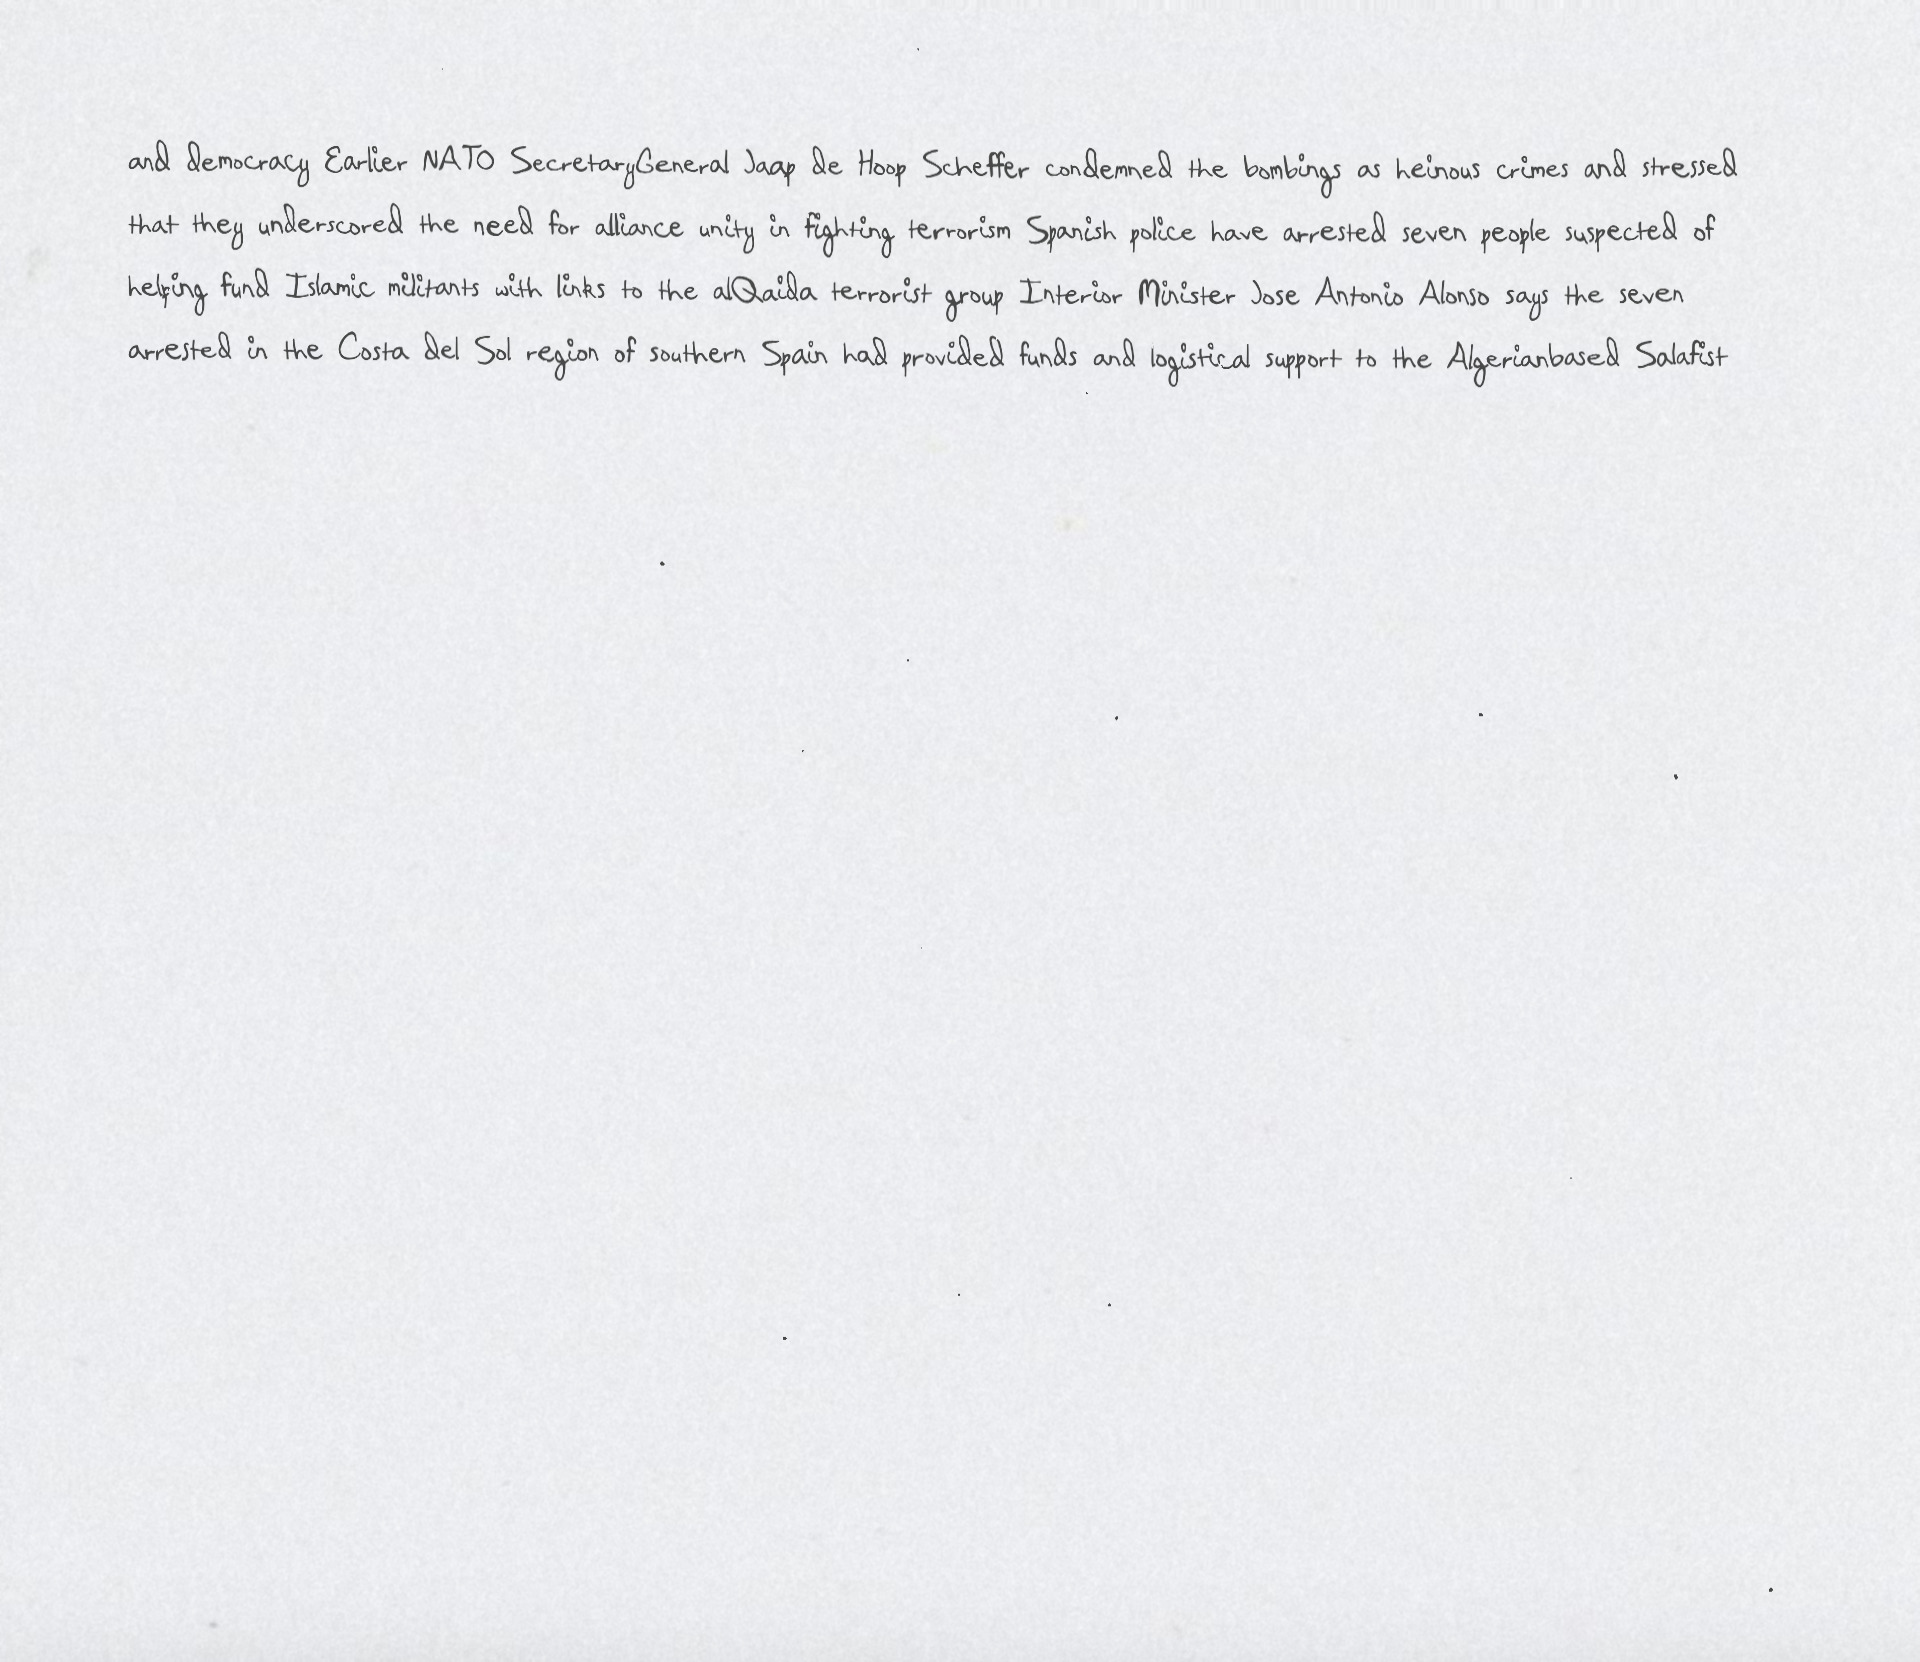 and democracy Earlier NATO SecretaryGeneral Jaap de Hoop Scheffer condemned the bombings as heinous crimes and stressed
that they underscored the need for alliance unity in fighting terrorism Spanish police have arrested seven people suspected of
helping fund Islamic militants with links to the alQaida terrorist group Interior Minister Jose Antonio Alonso says the seven
arrested in the Costa del Sol region of southern Spain had provided funds and logistical support to the Algerianbased Salafist